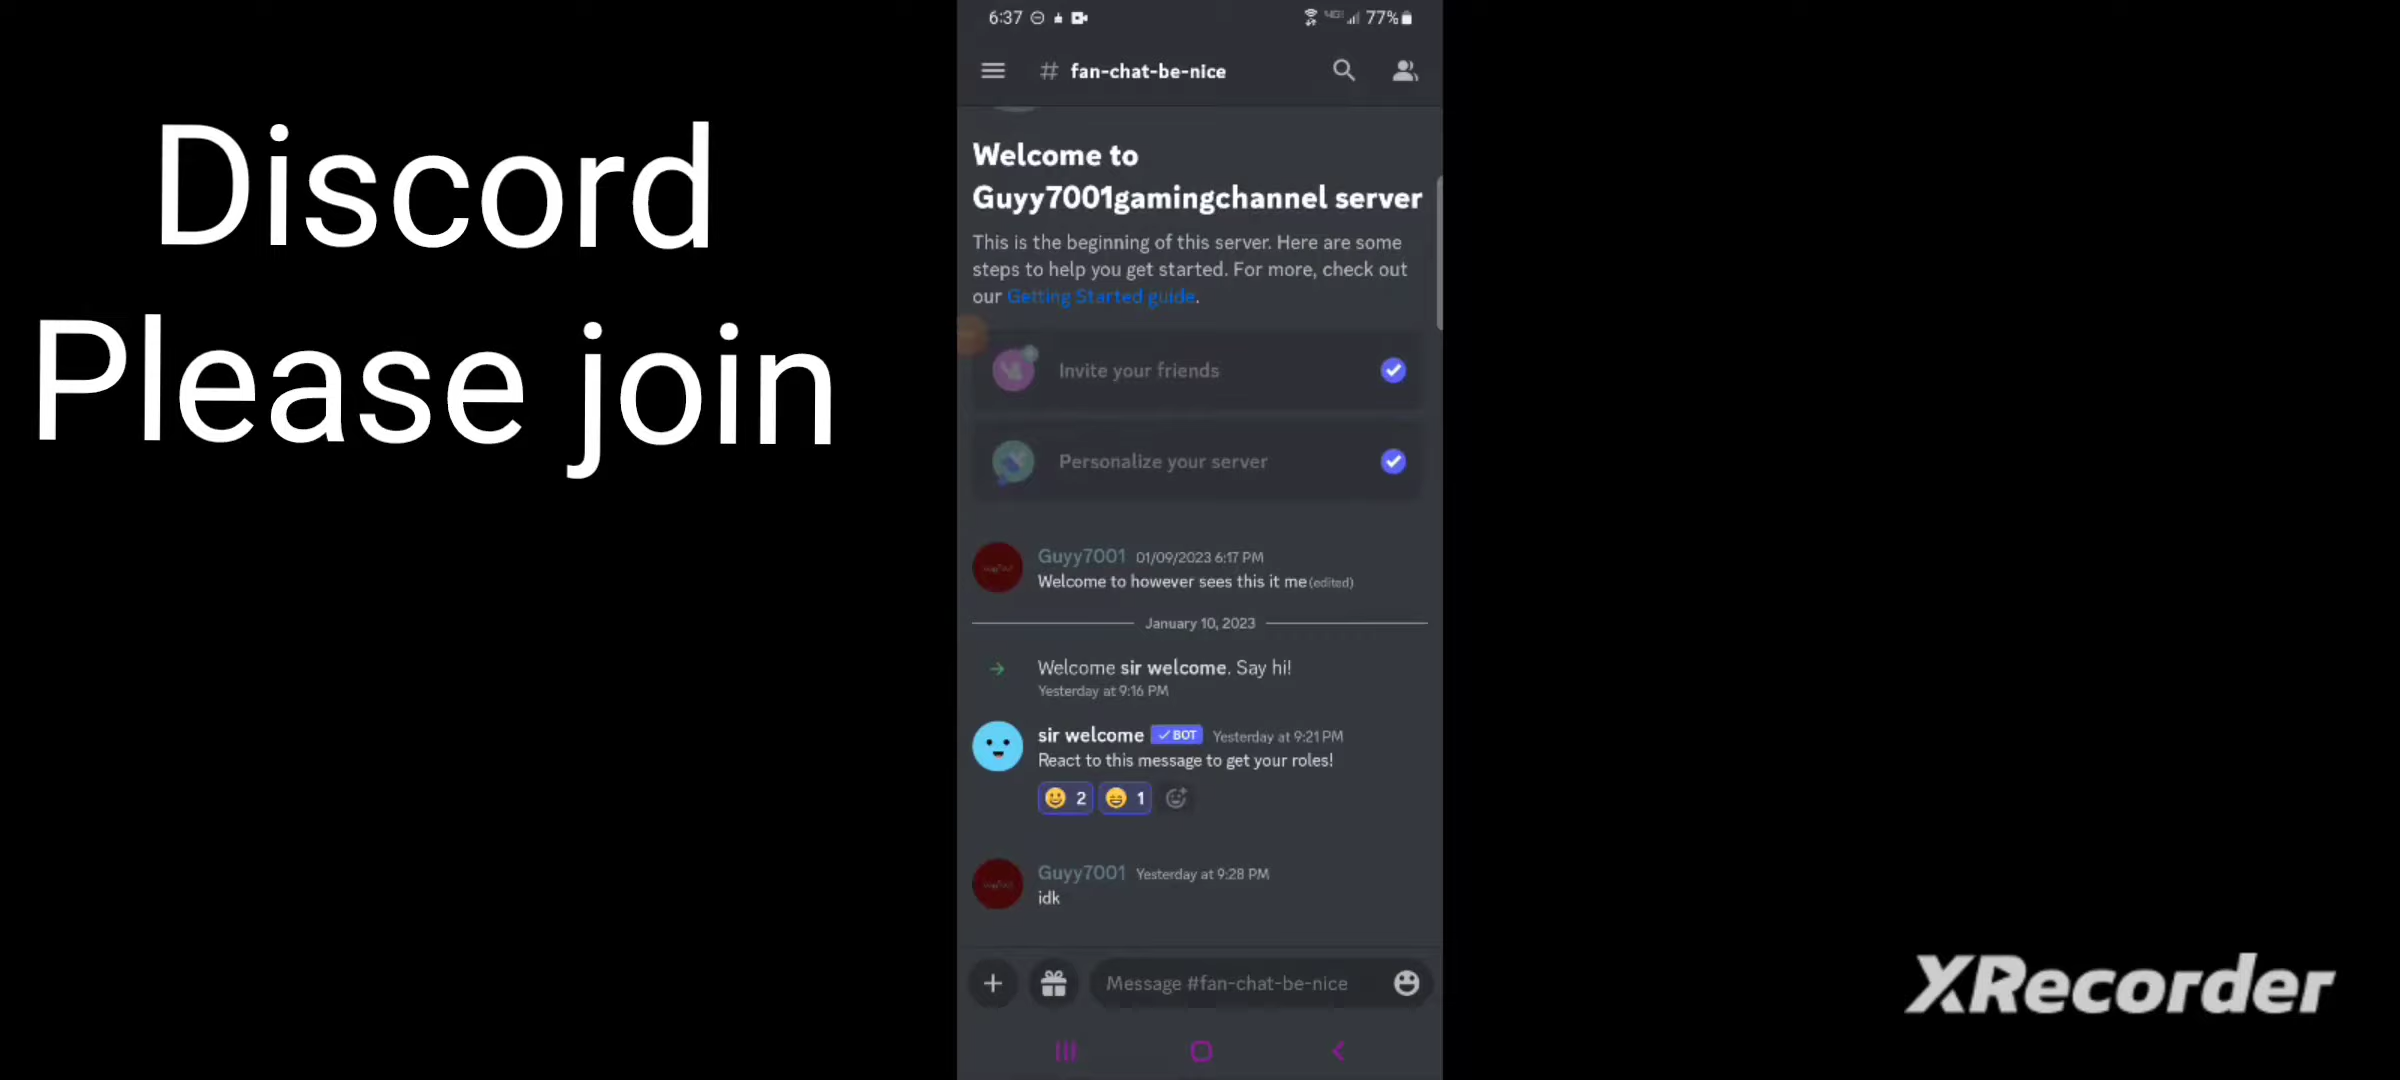 Discord
Please join
6:37 77%
# fan-chat-be-nice
Welcome to
Guyy7001gamingchannel server
This is the beginning of this server. Here are some
steps to help you get started. For more, check out
our Getting Started guide.
Invite your friends
Personalize your server
Guyy7001 01/09/2023 6:17 PM
Welcome to however sees this it me (edited)
January 10, 2023
Welcome sir welcome. Say hi!
Yesterday at 9:16 PM
sir welcome BOT Yesterday at 9:21 PM
React to this message to get your roles!
2 1
Guyy7001 Yesterday at 9:28 PM
idk
Message #fan-chat-be-nice
XRecorder